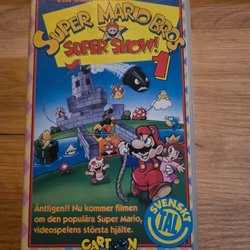 SUPER MARIO BROS
SUPER SHOW!
1
SVENSKT
TAL
Äntligen!! Nu kommer filmen
om den populära Super Mario,
videospelens största hjälte.
CARTOON